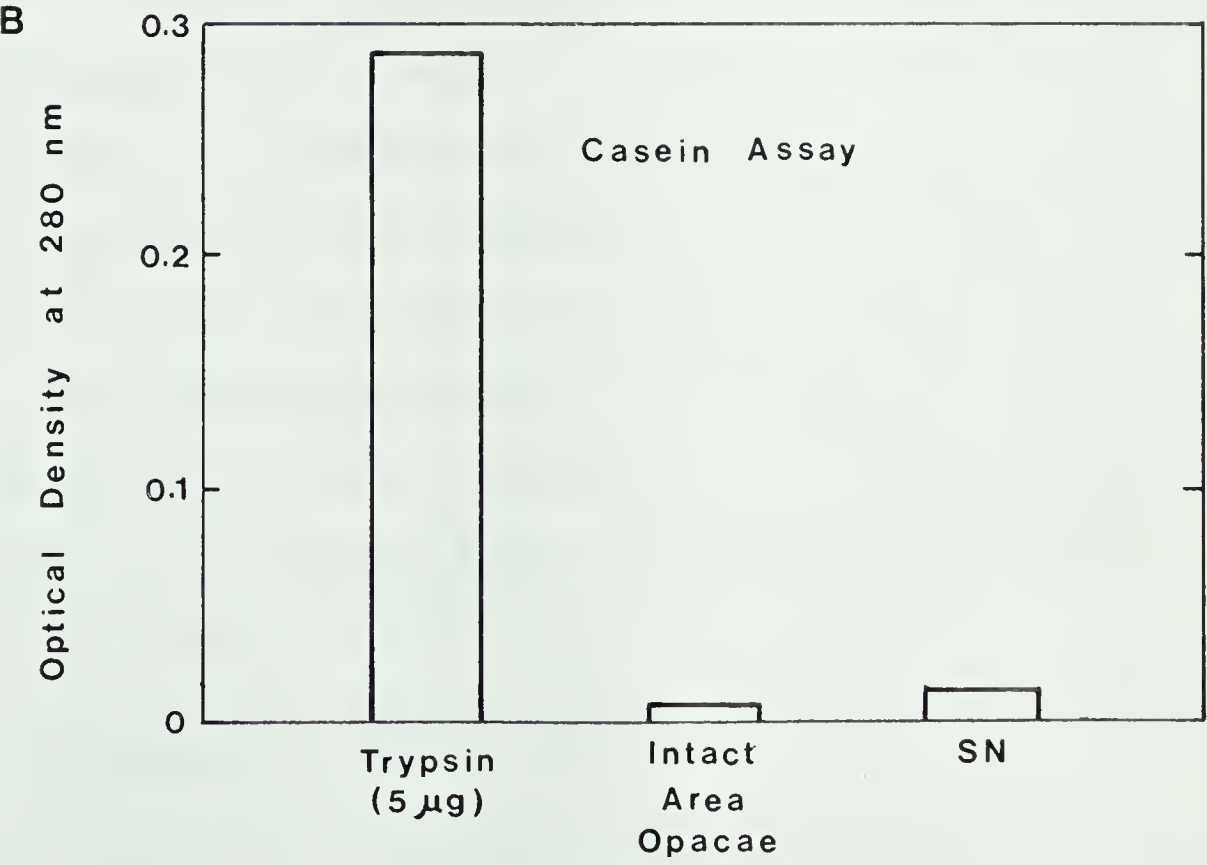 B
0.3
Casein Assay
Optical Density at 280 nm
0.2
0.1
0
Trypsin
(5 µg)
Intact
Area
Opacae
SN